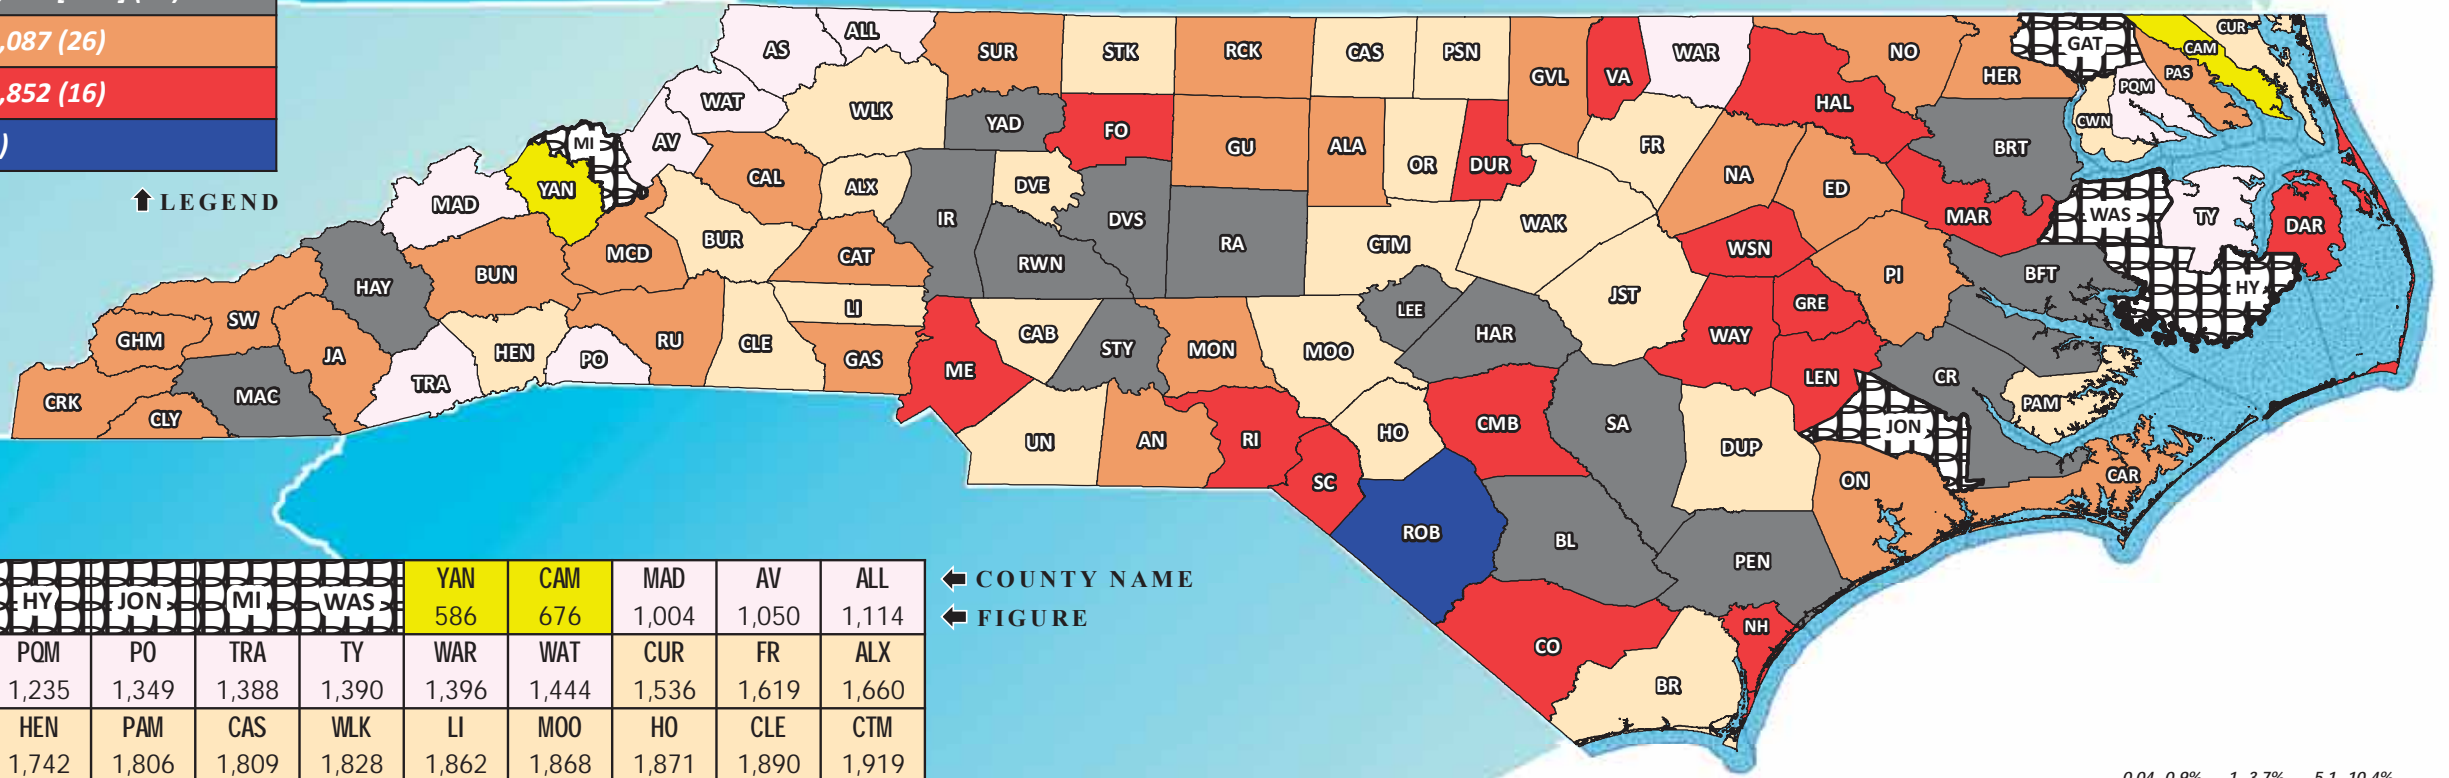 ,087 (26)
,852 (16)
)
LEGEND
AS ALL SUR STK RCK CAS PSN GVL VA WAR NO HER GAT CAM CUR
WAT WLK YAD FO GU ALA OR DUR FR HAL BRT CWN PQM PAS
MI AV CAL ALX DVE DVS NA ED MAR WAS TY DAR
MAD YAN MCD BUR CAT IR RWN RA CTM WAK WSN PI BFT HY
HAY BUN LI LEE HAR JST GRE
GHM SW JA HEN PO RU CLE GAS ME CAB STY MON MOO WAY LEN CR PAM
CRK CLY MAC TRA UN AN RI HO CMB SA DUP JON CAR
SC ROB BL ON
PEN
CO NH
BR
HY JON MI WAS YAN CAM MAD AV ALL
586 676 1,004 1,050 1,114
COUNTY NAME
FIGURE
PQM PO TRA TY WAR WAT CUR FR ALX
1,235 1,349 1,388 1,390 1,396 1,444 1,536 1,619 1,660
HEN PAM CAS WLK LI MOO HO CLE CTM
1,742 1,806 1,809 1,828 1,862 1,868 1,871 1,890 1,919